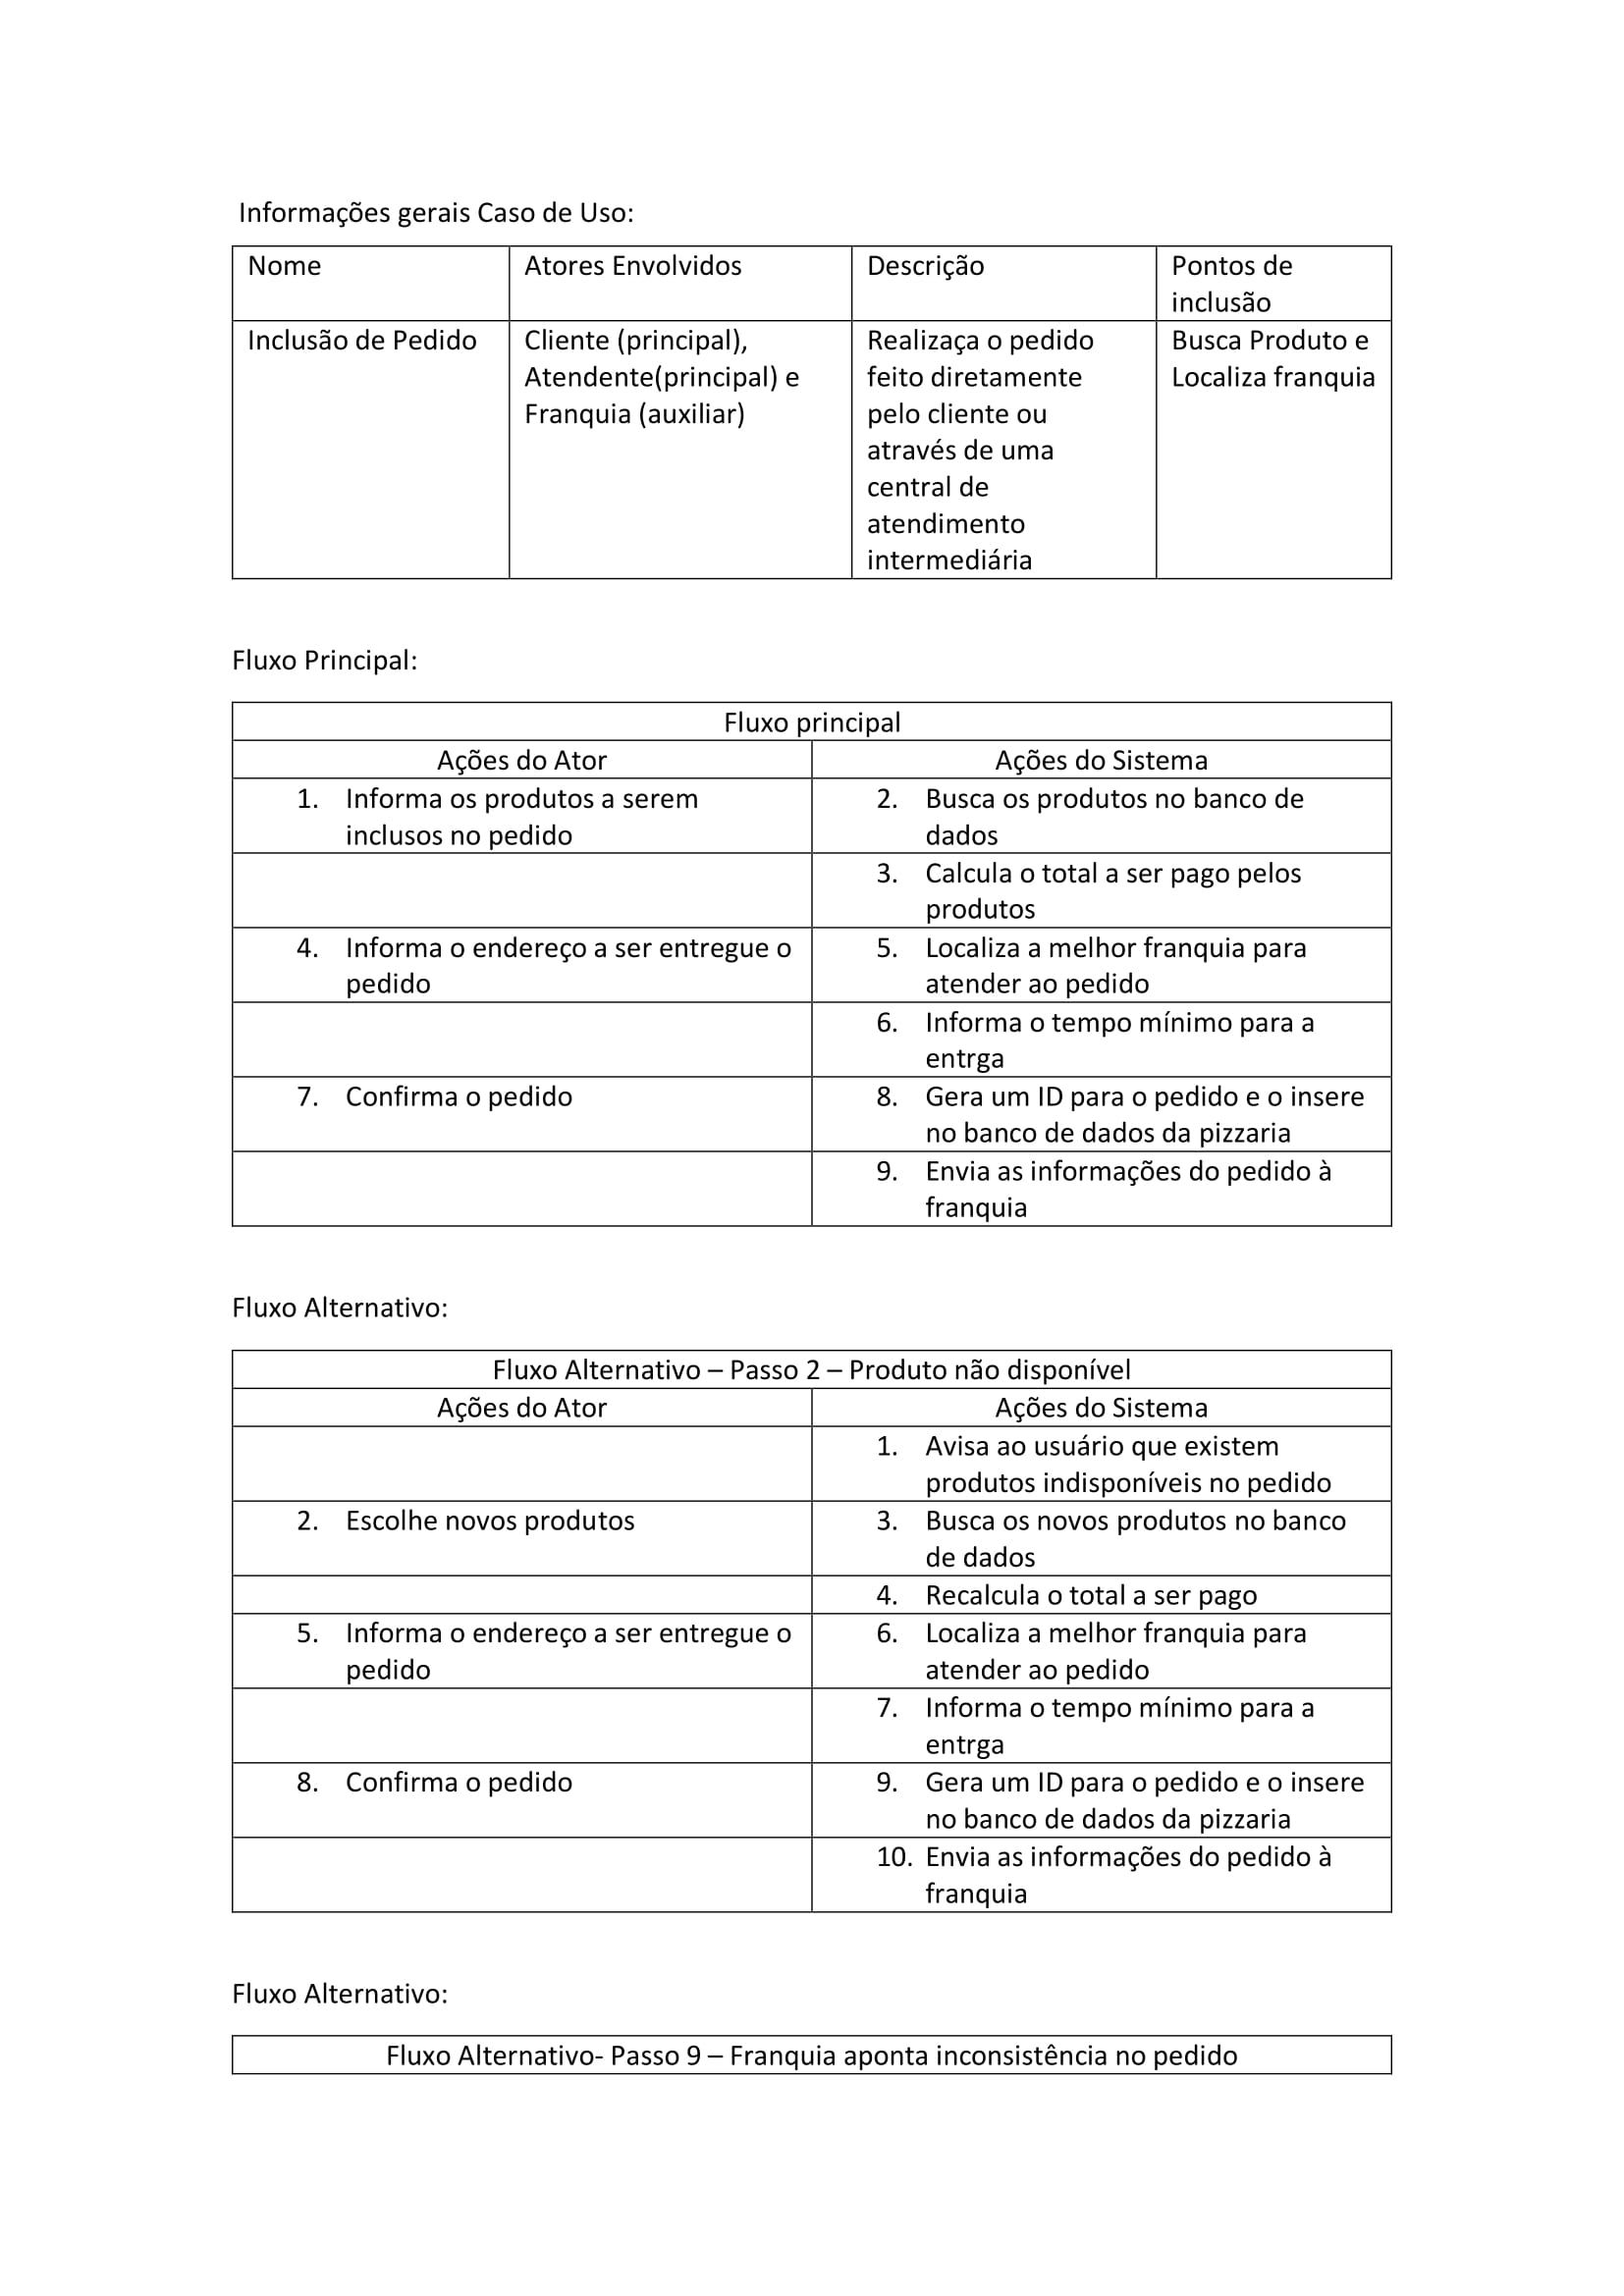 Informações gerais Caso de Uso:
Nome
Atores Envolvidos
Descrição
Pontos de
inclusão
Inclusão de Pedido
Cliente (principal),
Atendente(principal) e
Franquia (auxiliar)
Realizaça o pedido
feito diretamente
pelo cliente ou
através de uma
central de
atendimento
intermediária
Busca Produto e
Localiza franquia
Fluxo Principal:
Fluxo principal
Ações do Ator
Ações do Sistema
1. Informa os produtos a serem
inclusos no pedido
2. Busca os produtos no banco de
dados
3. Calcula o total a ser pago pelos
produtos
4. Informa o endereço a ser entregue o
pedido
5. Localiza a melhor franquia para
atender ao pedido
6. Informa o tempo mínimo para a
entrga
7. Confirma o pedido
8. Gera um ID para o pedido e o insere
no banco de dados da pizzaria
9. Envia as informações do pedido à
franquia
Fluxo Alternativo:
Fluxo Alternativo – Passo 2 – Produto não disponível
Ações do Ator
Ações do Sistema
1. Avisa ao usuário que existem
produtos indisponíveis no pedido
2. Escolhe novos produtos
3. Busca os novos produtos no banco
de dados
4. Recalcula o total a ser pago
5. Informa o endereço a ser entregue o
pedido
6. Localiza a melhor franquia para
atender ao pedido
7. Informa o tempo mínimo para a
entrga
8. Confirma o pedido
9. Gera um ID para o pedido e o insere
no banco de dados da pizzaria
10. Envia as informações do pedido à
franquia
Fluxo Alternativo:
Fluxo Alternativo- Passo 9 – Franquia aponta inconsistência no pedido